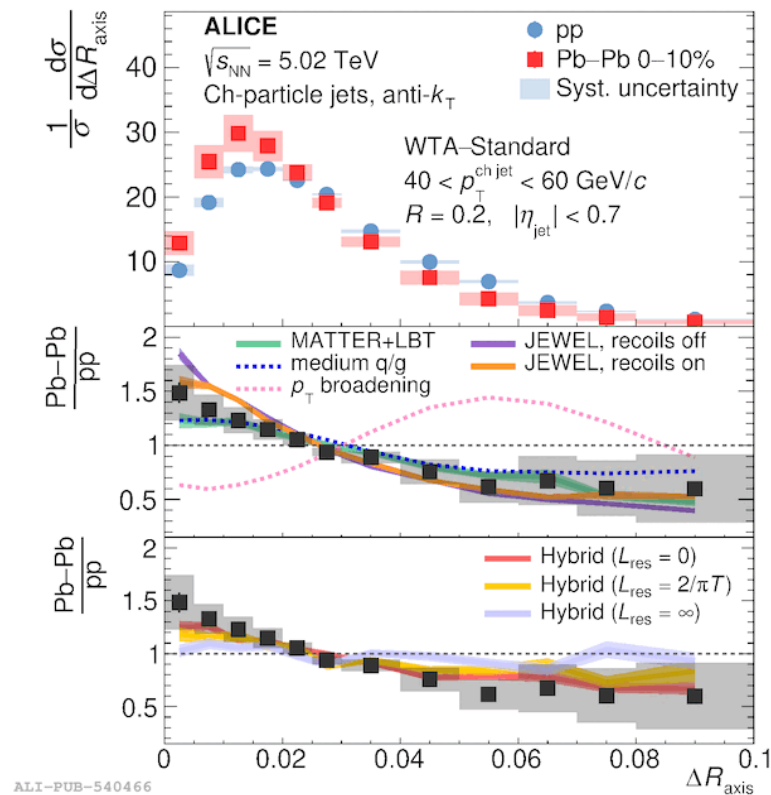 ALICE
√s_NN = 5.02 TeV
Ch-particle jets, anti-k_T
pp
Pb–Pb 0–10%
Syst. uncertainty
WTA–Standard
40 < p_T^ch jet < 60 GeV/c
R = 0.2, |η_jet| < 0.7
1/σ dσ/dΔR_axis
40
30
20
10
MATTER+LBT
medium q/g
p_T broadening
JEWEL, recoils off
JEWEL, recoils on
Pb–Pb/pp
2
1.5
1
0.5
Hybrid (L_res = 0)
Hybrid (L_res = 2/πT)
Hybrid (L_res = ∞)
Pb–Pb/pp
2
1.5
1
0.5
0 0.02 0.04 0.06 0.08 0.1
ΔR_axis
ALI-PUB-540466